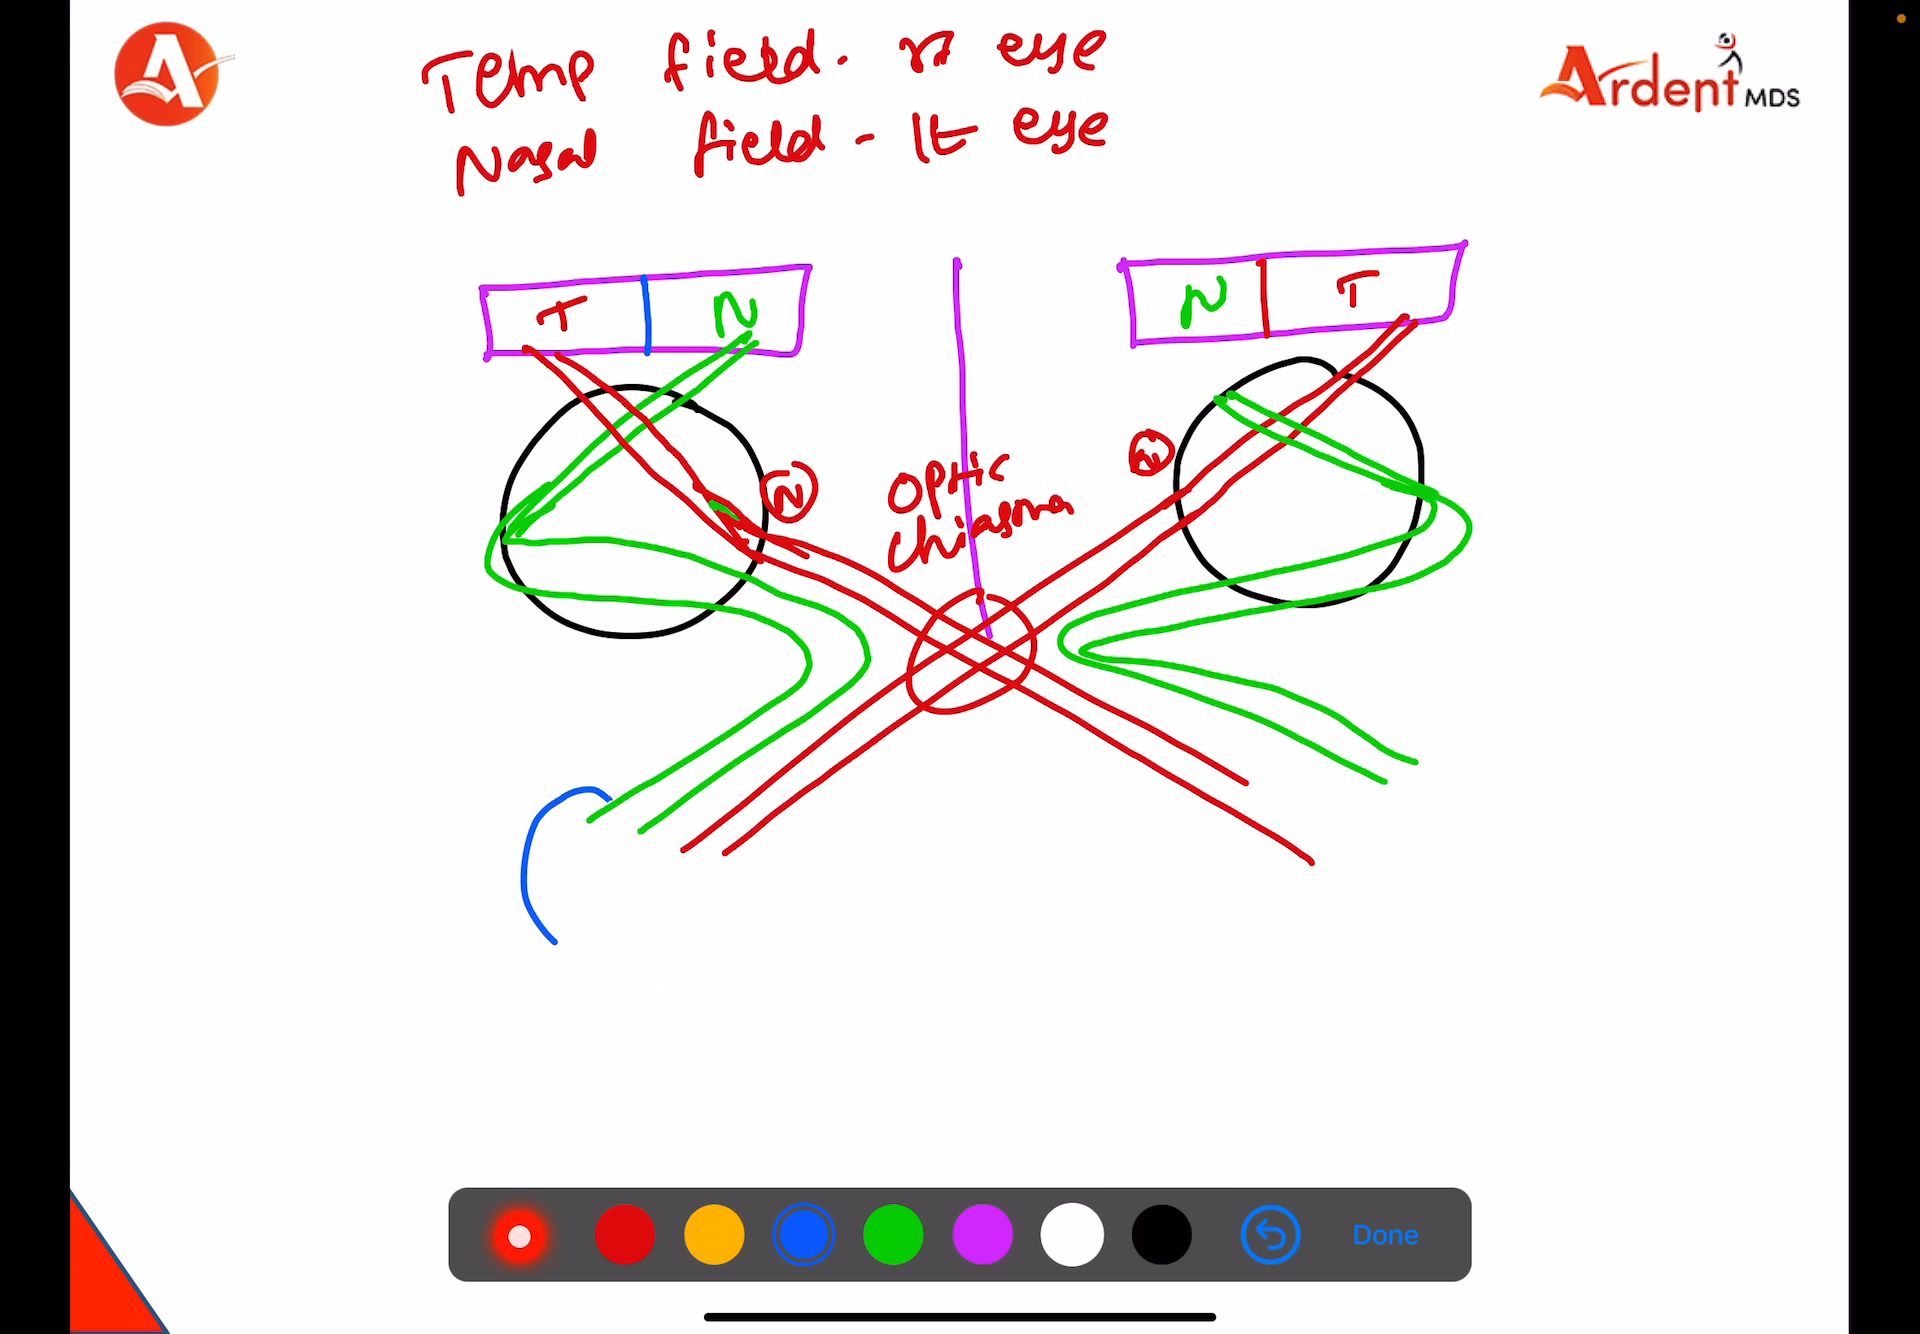 Temp field. rt eye
Nasal field - lt eye
Ardent MDS
T N
N T
N
N
Optic
Chiasma
Done